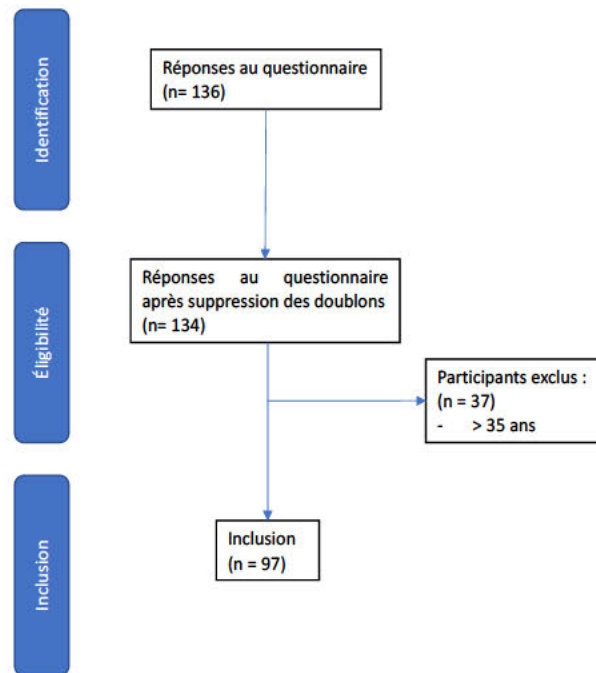 Identification
Réponses au questionnaire
(n= 136)
Éligibilité
Réponses au questionnaire
après suppression des doublons
(n= 134)
Participants exclus :
(n = 37)
- > 35 ans
Inclusion
Inclusion
(n = 97)